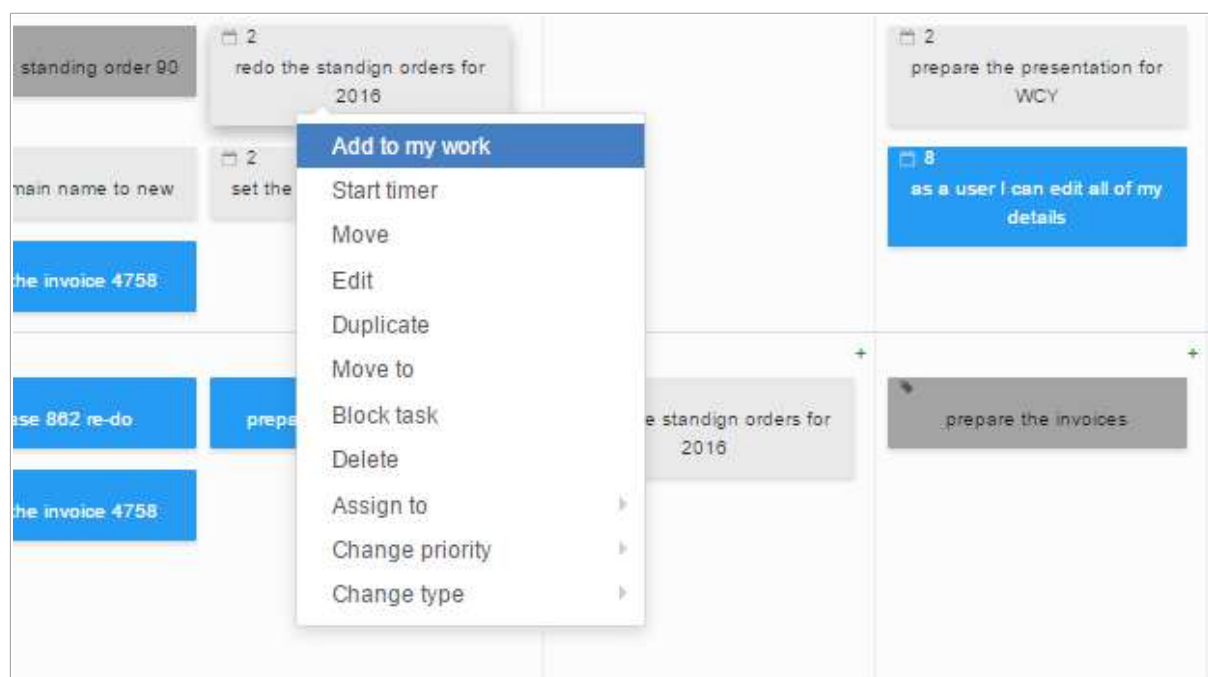 standing order 90
2
redo the standign orders for
2016
2
prepare the presentation for
WCY
main name to new
2
set the
8
as a user I can edit all of my
details
the invoice 4758
Add to my work
Start timer
Move
Edit
Duplicate
Move to
Block task
Delete
Assign to
Change priority
Change type
+
+
ase 862 re-do
prepa
e standign orders for
2016
prepare the invoices
the invoice 4758